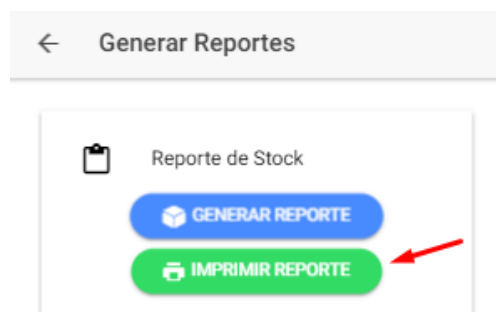 Generar Reportes
Reporte de Stock
GENERAR REPORTE
IMPRIMIR REPORTE